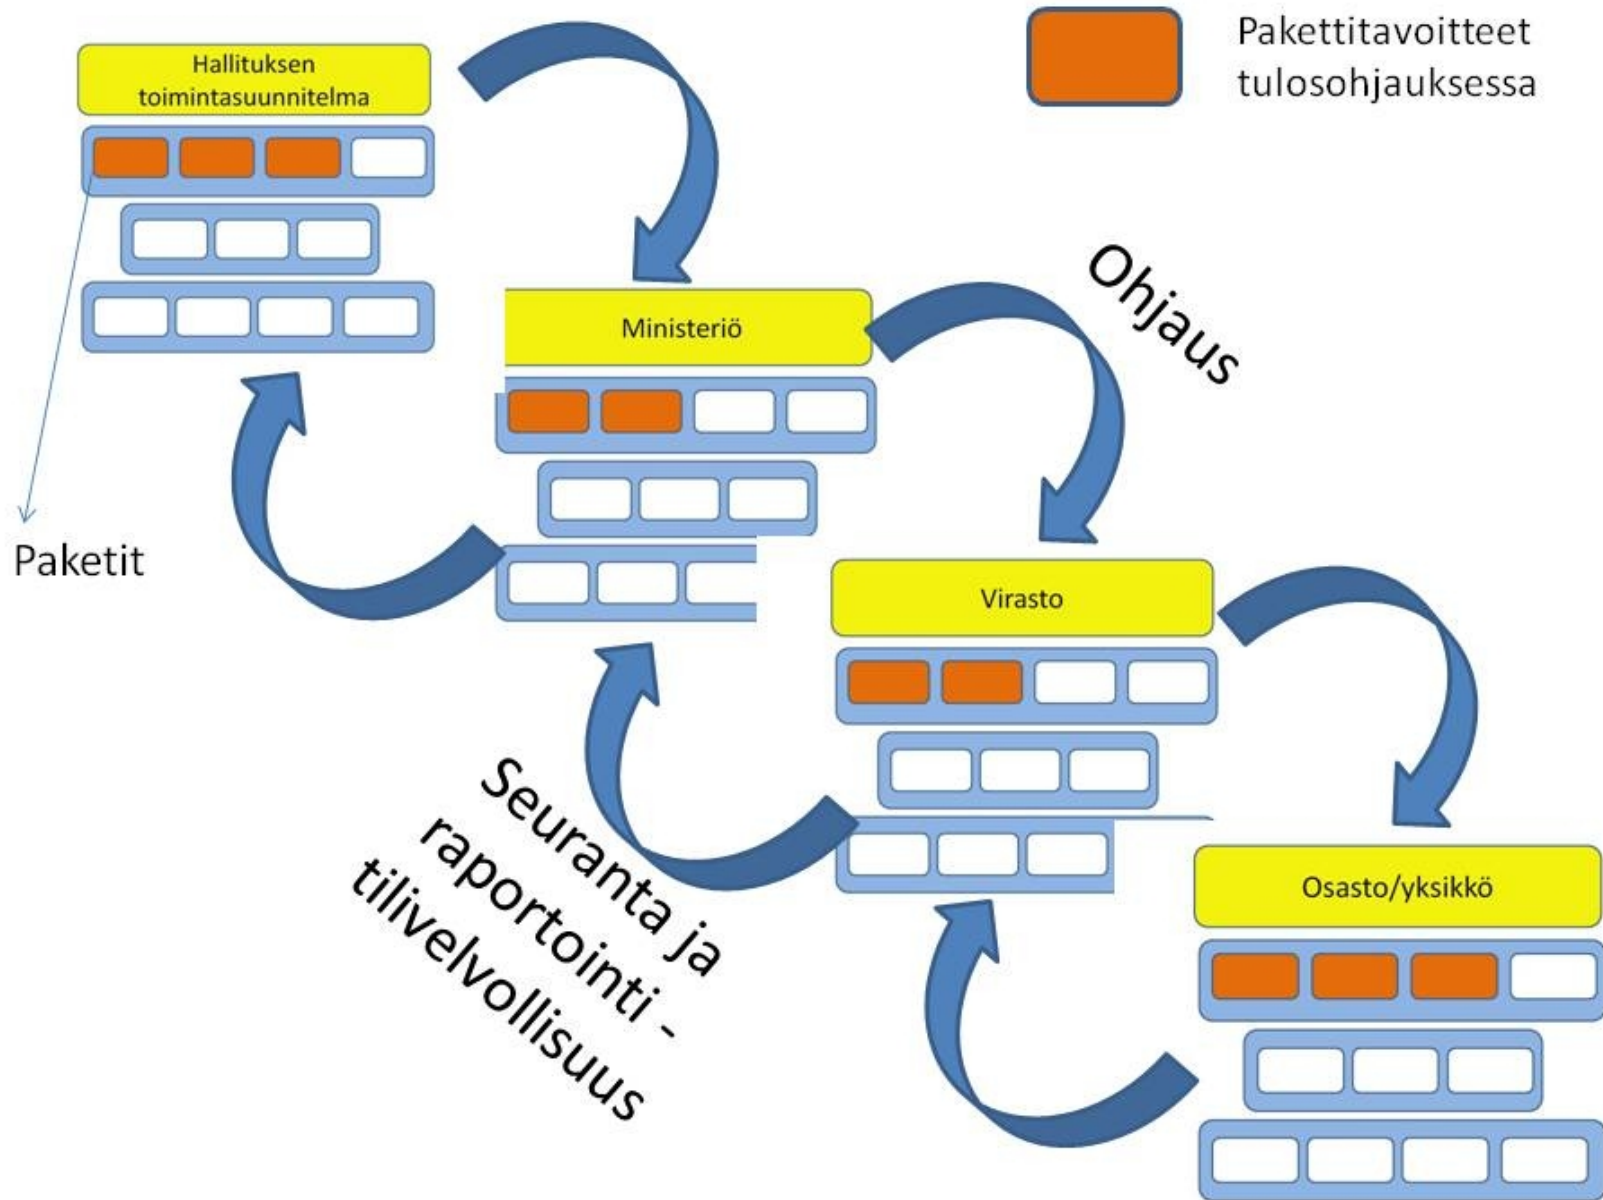 Pakettitavoitteet
tulosohjauksessa
Hallituksen
toimintasuunnitelma
Ministeriö
Ohjaus
Paketit
Virasto
Seuranta ja
raportointi -
tilivelvollisuus
Osasto/yksikkö